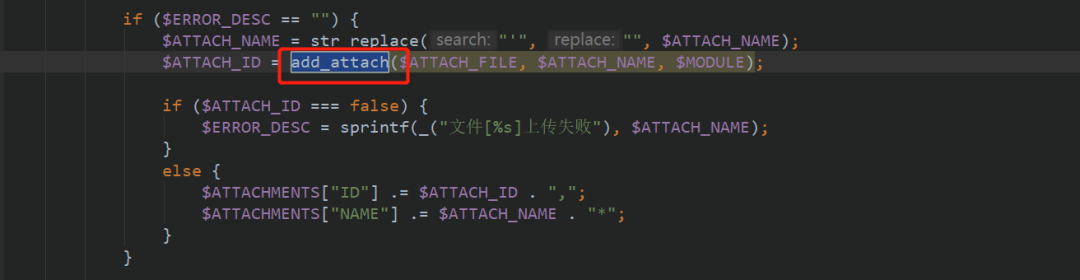 if ($ERROR_DESC == "") {
$ATTACH_NAME = str_replace( search: "'", replace: "", $ATTACH_NAME);
$ATTACH_ID = add_attach($ATTACH_FILE, $ATTACH_NAME, $MODULE);
if ($ATTACH_ID === false) {
$ERROR_DESC = sprintf(_("文件[%s]上传失败"), $ATTACH_NAME);
}
else {
$ATTACHMENTS["ID"] .= $ATTACH_ID . ",";
$ATTACHMENTS["NAME"] .= $ATTACH_NAME . "*";
}
}